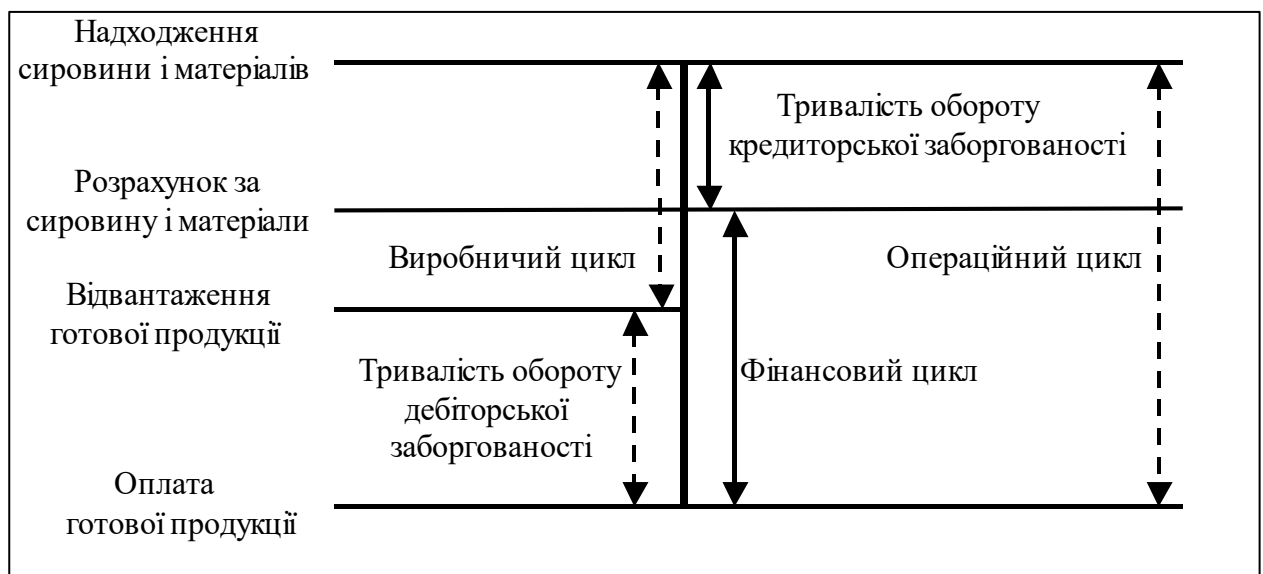 Надходження
сировини і матеріалів
Тривалість обороту
кредиторської заборгованості
Розрахунок за
сировину і матеріали
Виробничий цикл
Операційний цикл
Відвантаження
готової продукції
Тривалість обороту
дебіторської
заборгованості
Фінансовий цикл
Оплата
готової продукції